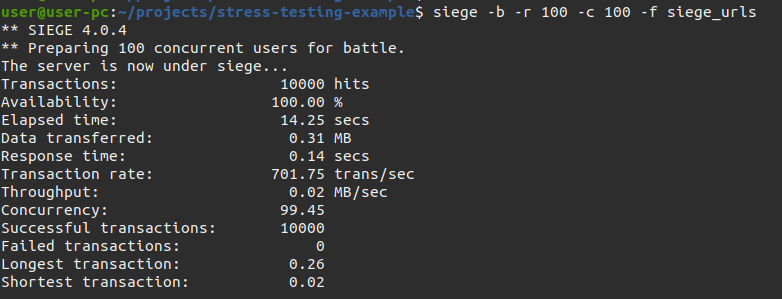 user@user-pc:~/projects/stress-testing-example$ siege -b -r 100 -c 100 -f siege_urls
** SIEGE 4.0.4
** Preparing 100 concurrent users for battle.
The server is now under siege...
Transactions: 10000 hits
Availability: 100.00 %
Elapsed time: 14.25 secs
Data transferred: 0.31 MB
Response time: 0.14 secs
Transaction rate: 701.75 trans/sec
Throughput: 0.02 MB/sec
Concurrency: 99.45
Successful transactions: 10000
Failed transactions: 0
Longest transaction: 0.26
Shortest transaction: 0.02